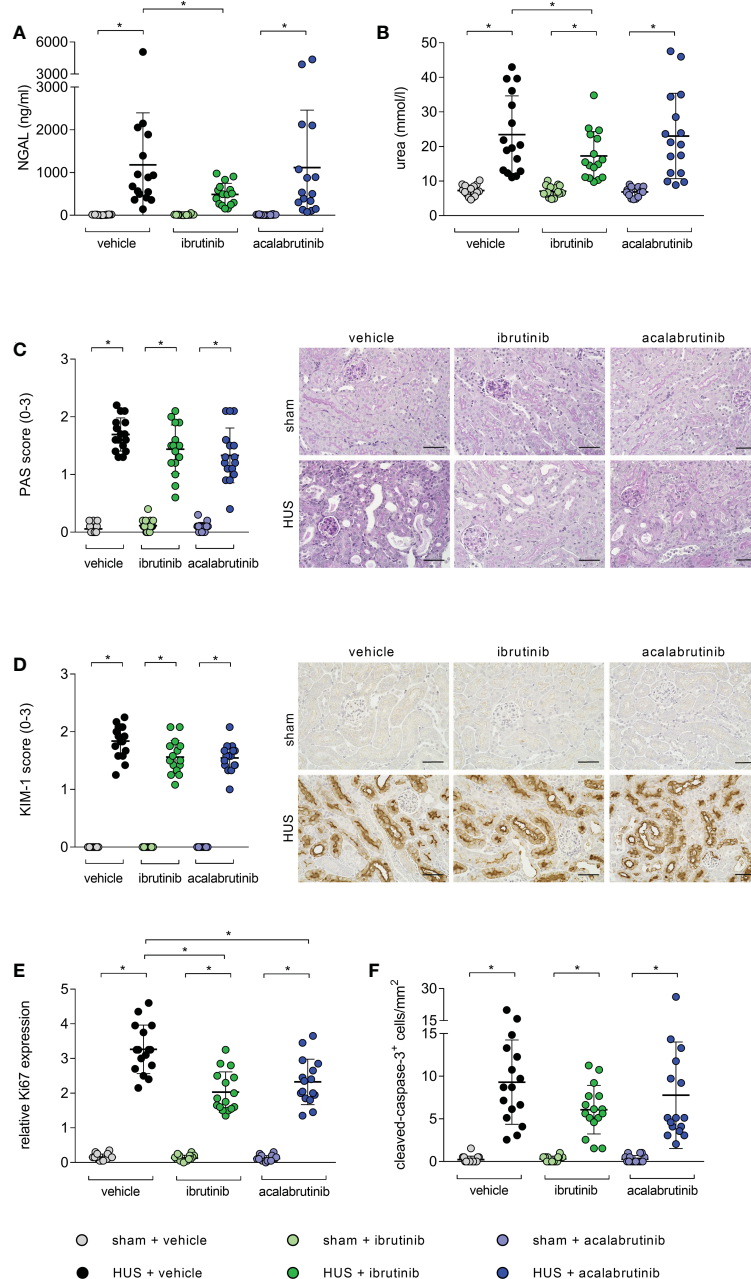 A
* * * *
NGAL (ng/ml)
6000
3000
3000
2000
1000
0
vehicle ibrutinib acalabrutinib
B
* * * *
urea (mmol/l)
50
40
30
20
10
0
vehicle ibrutinib acalabrutinib
C
* * *
PAS score (0-3)
3
2
1
0
vehicle ibrutinib acalabrutinib
vehicle ibrutinib acalabrutinib
sham
HUS
D
* * *
KIM-1 score (0-3)
3
2
1
0
vehicle ibrutinib acalabrutinib
vehicle ibrutinib acalabrutinib
sham
HUS
E
* * * * *
relative Ki67 expression
5
4
3
2
1
0
vehicle ibrutinib acalabrutinib
F
* * *
cleaved-caspase-3+ cells/mm2
30
15
15
10
5
0
vehicle ibrutinib acalabrutinib
sham + vehicle sham + ibrutinib sham + acalabrutinib
HUS + vehicle HUS + ibrutinib HUS + acalabrutinib